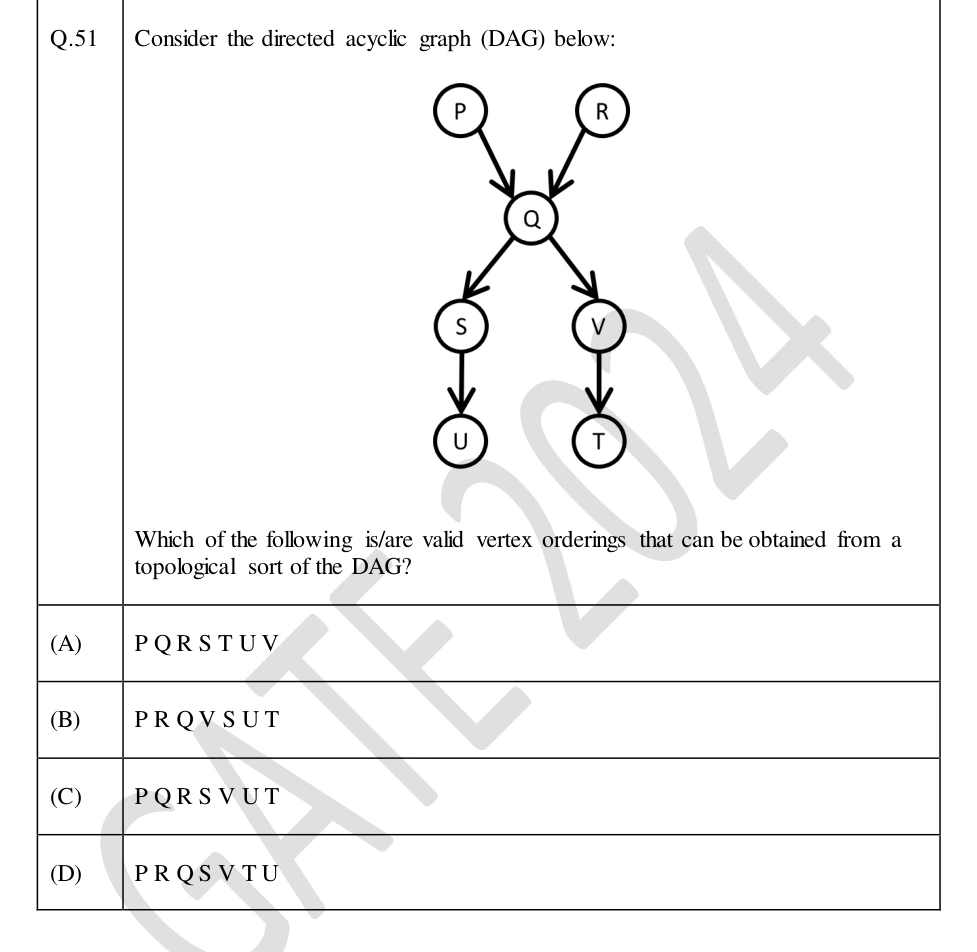 Q.51 Consider the directed acyclic graph (DAG) below:
P R
Q
S V
U T
Which of the following is/are valid vertex orderings that can be obtained from a
topological sort of the DAG?
(A) P Q R S T U V
(B) P R Q V S U T
(C) P Q R S V U T
(D) P R Q S V T U
GATE 2024